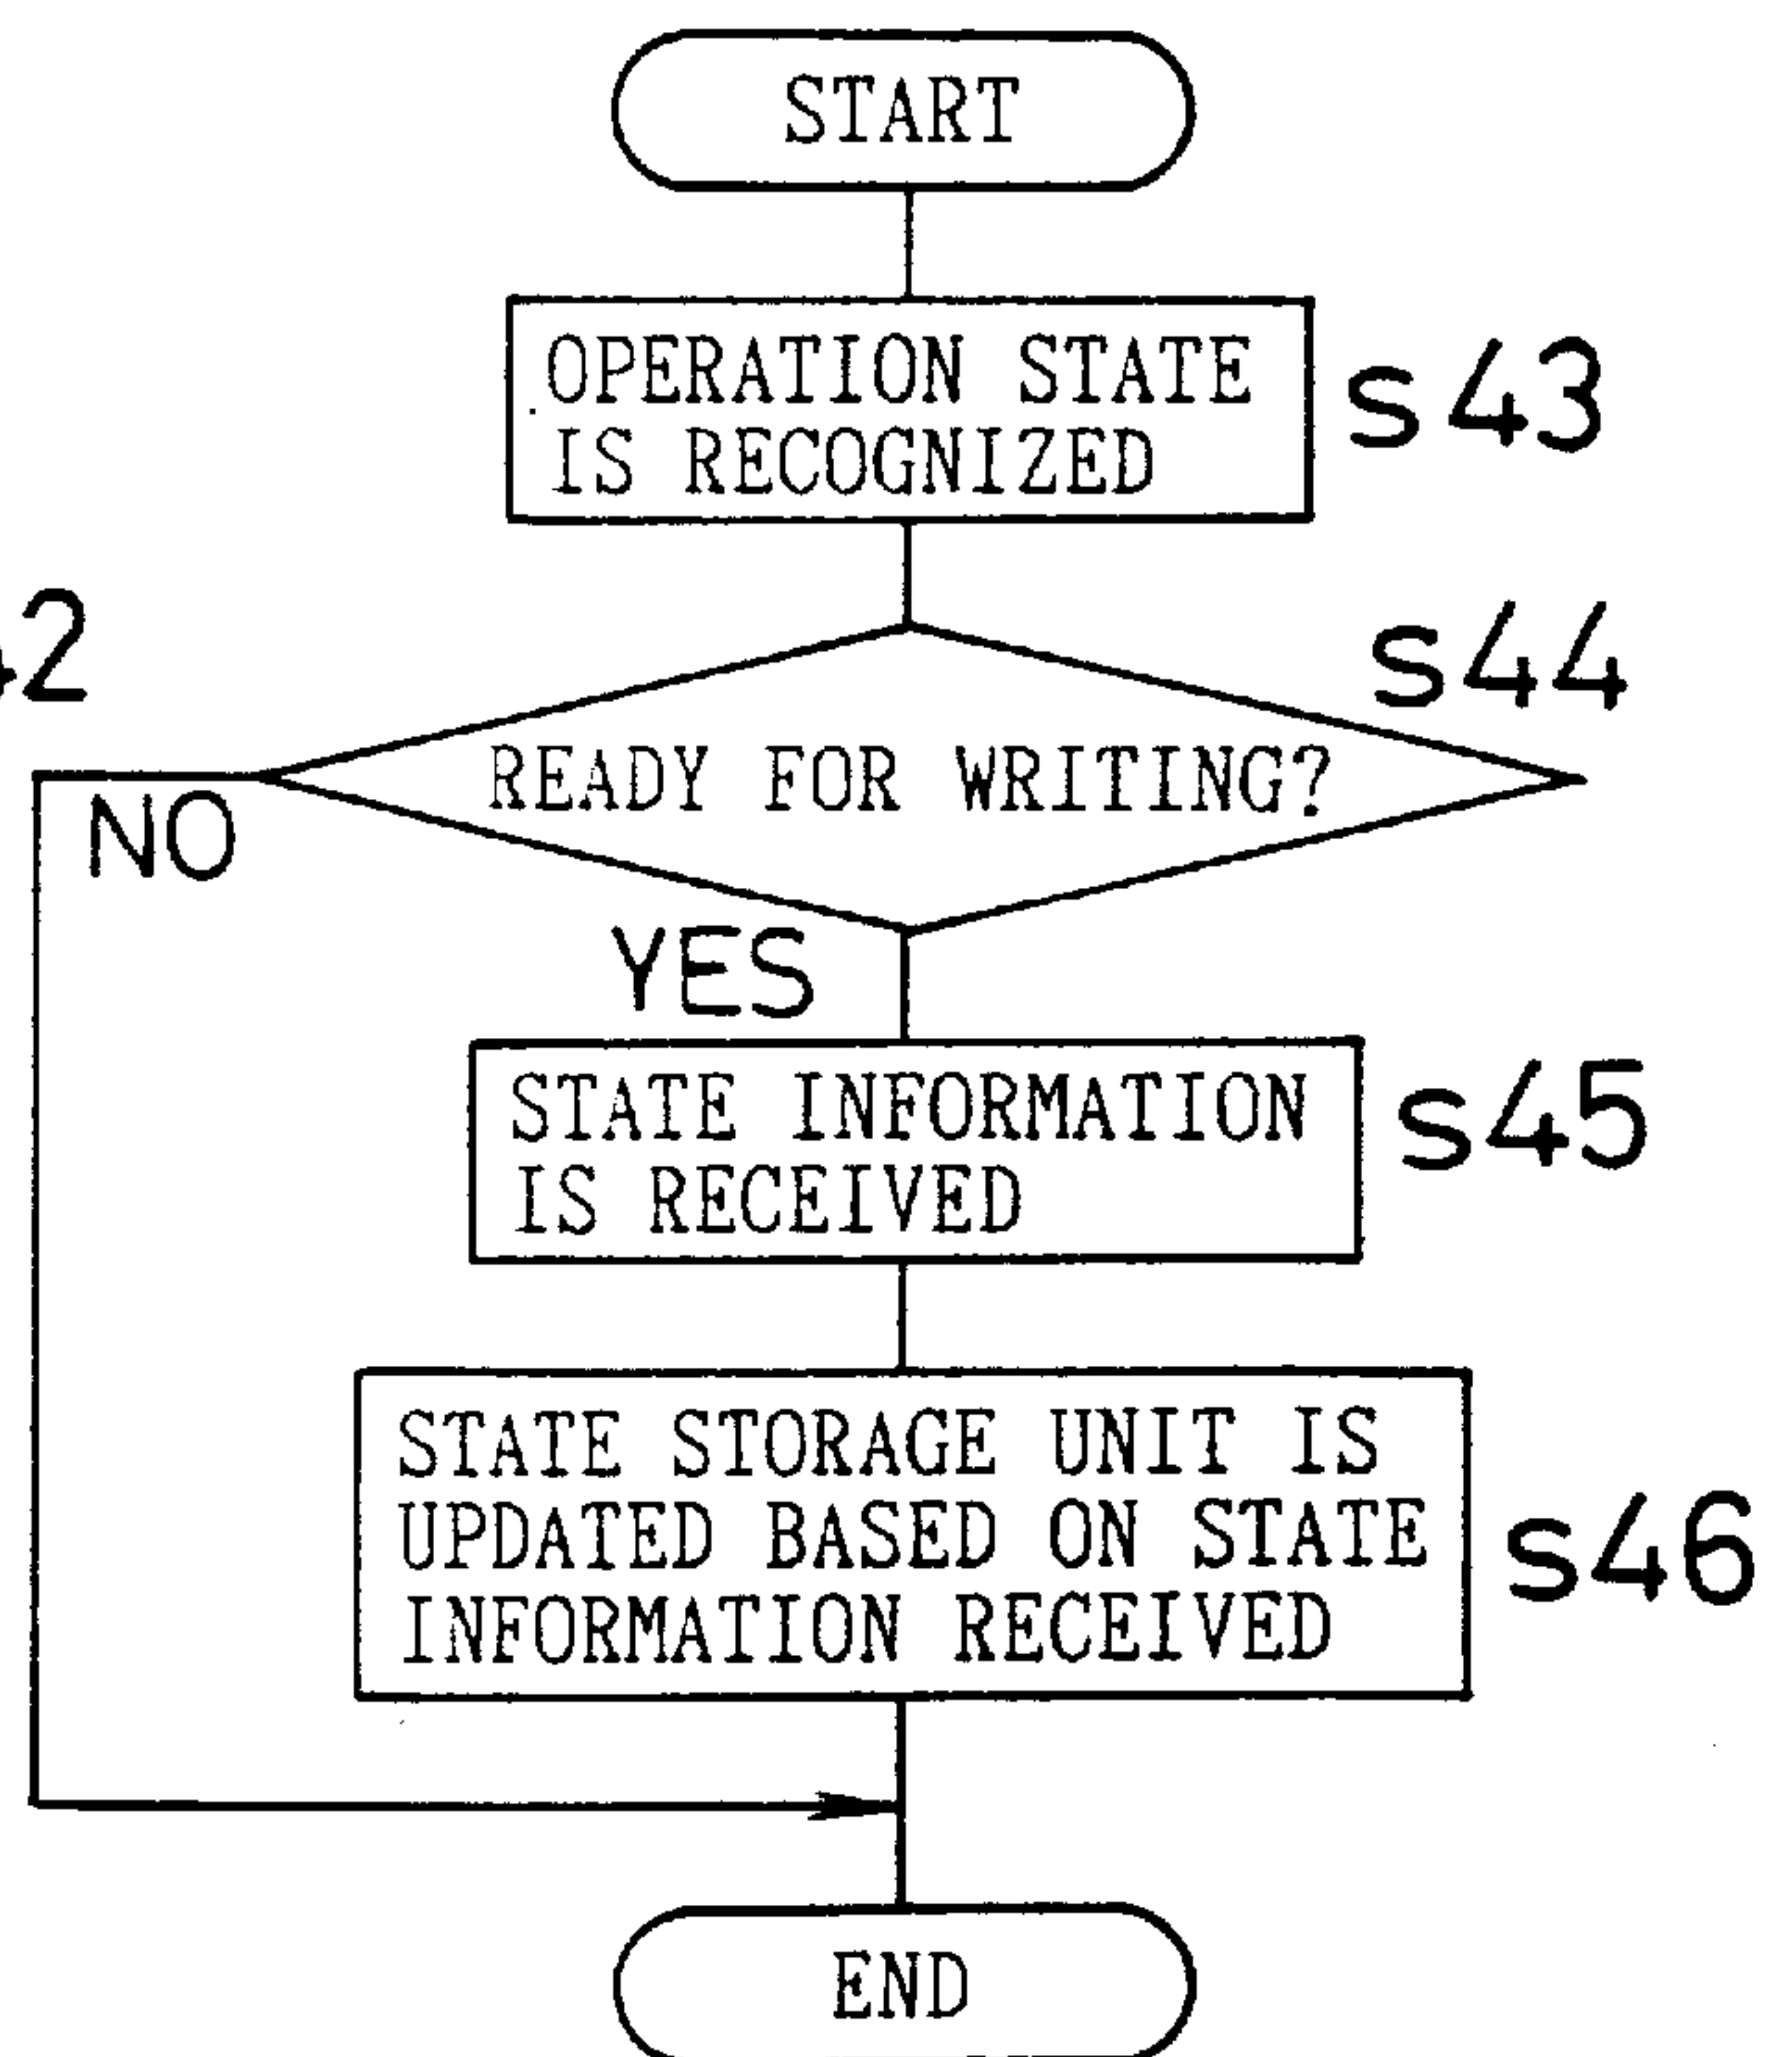 START
OPERATION STATE
IS RECOGNIZED
s43
42
s44
READY FOR WRITING?
NO
YES
STATE INFORMATION
IS RECEIVED
s45
STATE STORAGE UNIT IS
UPDATED BASED ON STATE
INFORMATION RECEIVED
s46
END